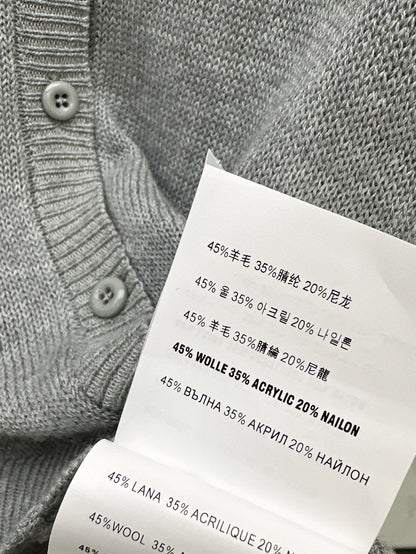 45%羊毛 35%腈纶 20%尼龙
45% 울 35% 아크릴 20% 나일론
45% 羊毛 35%腈綸 20%尼龍
45% WOLLE 35% ACRYLIC 20% NAILON
45% ВЪЛНА 35% АКРИЛ 20% НАЙЛОН
45% LANA 35% ACRILIQUE 20%
45%WOOL 35% ACRYLIC 20%